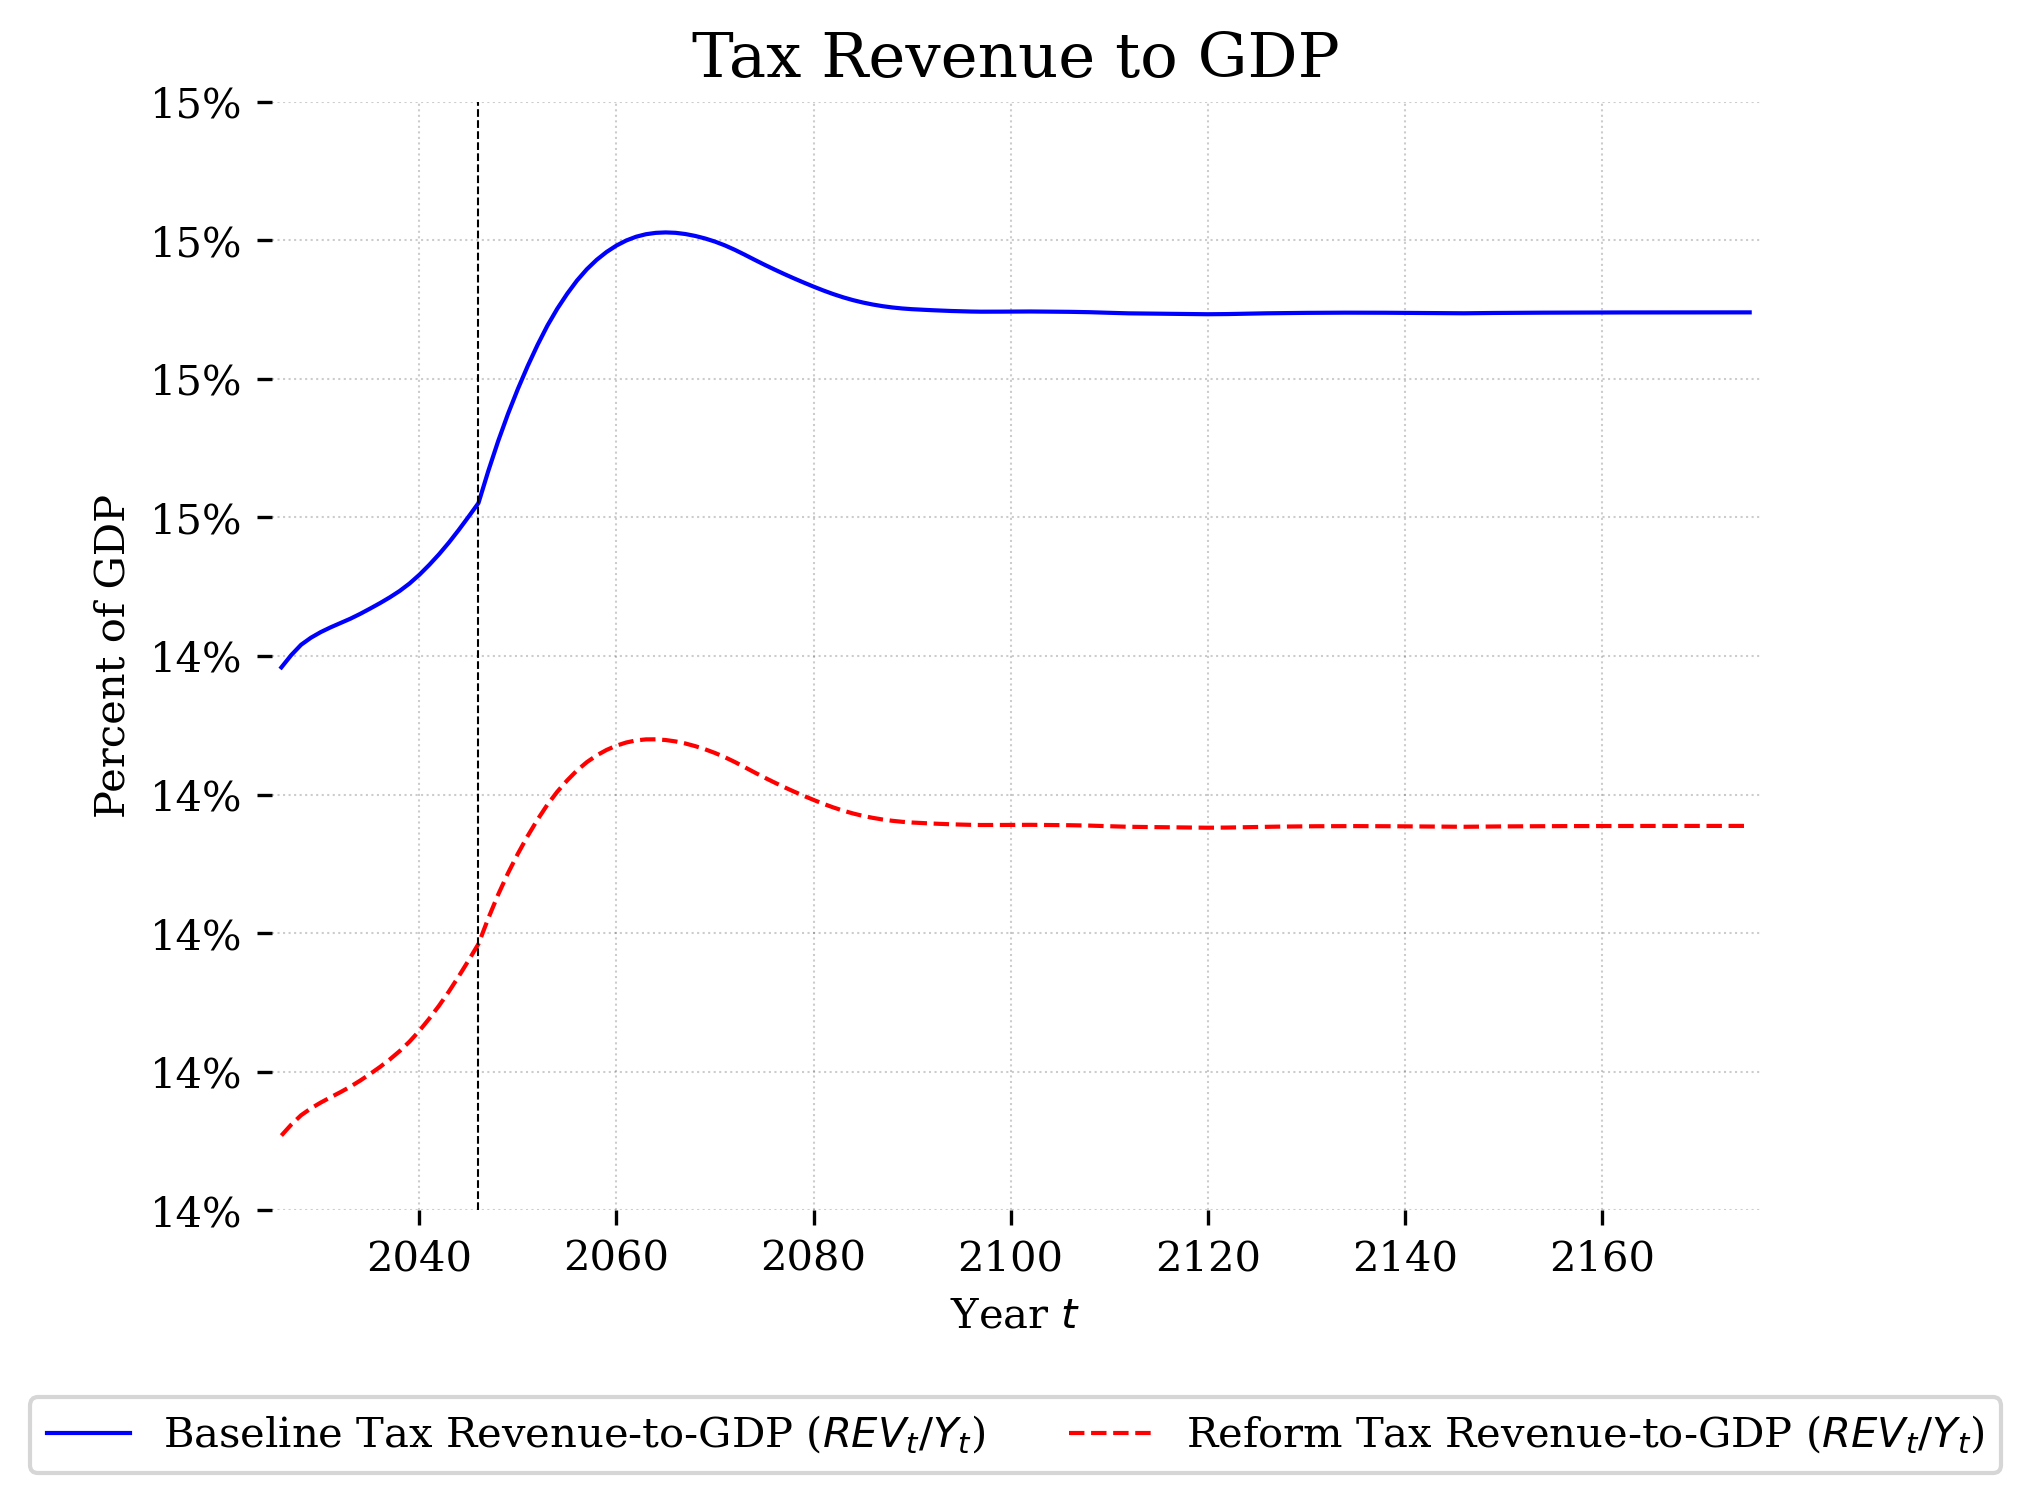 Tax Revenue to GDP
15%
15%
15%
15%
14%
14%
14%
14%
14%
Percent of GDP
2040 2060 2080 2100 2120 2140 2160
Year t
Baseline Tax Revenue-to-GDP (REVₜ/Yₜ) Reform Tax Revenue-to-GDP (REVₜ/Yₜ)